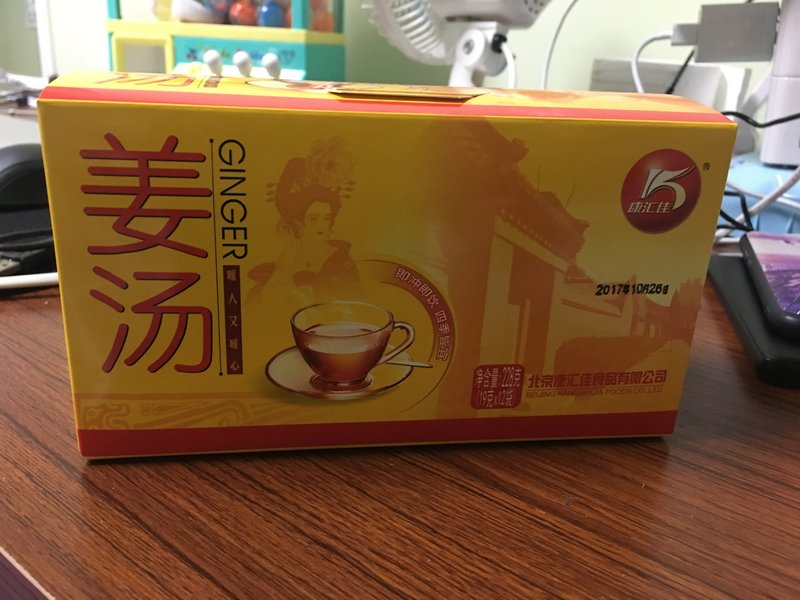 姜汤
GINGER
暖人又暖心
即冲即饮 四季常饮
康汇佳
®
2017年10月26日
净含量:228克
(19克x12袋)
北京康汇佳食品有限公司
BEIJING KANGHUIJIA FOODS CO.,LTD